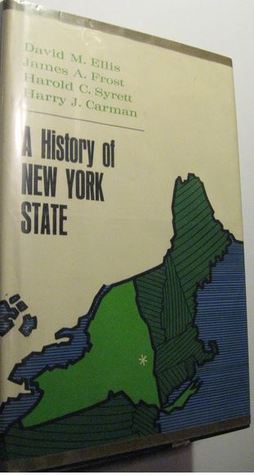 David M. Ellis
James A. Frost
Harold C. Syrett
Harry J. Carman
A History of
NEW YORK
STATE